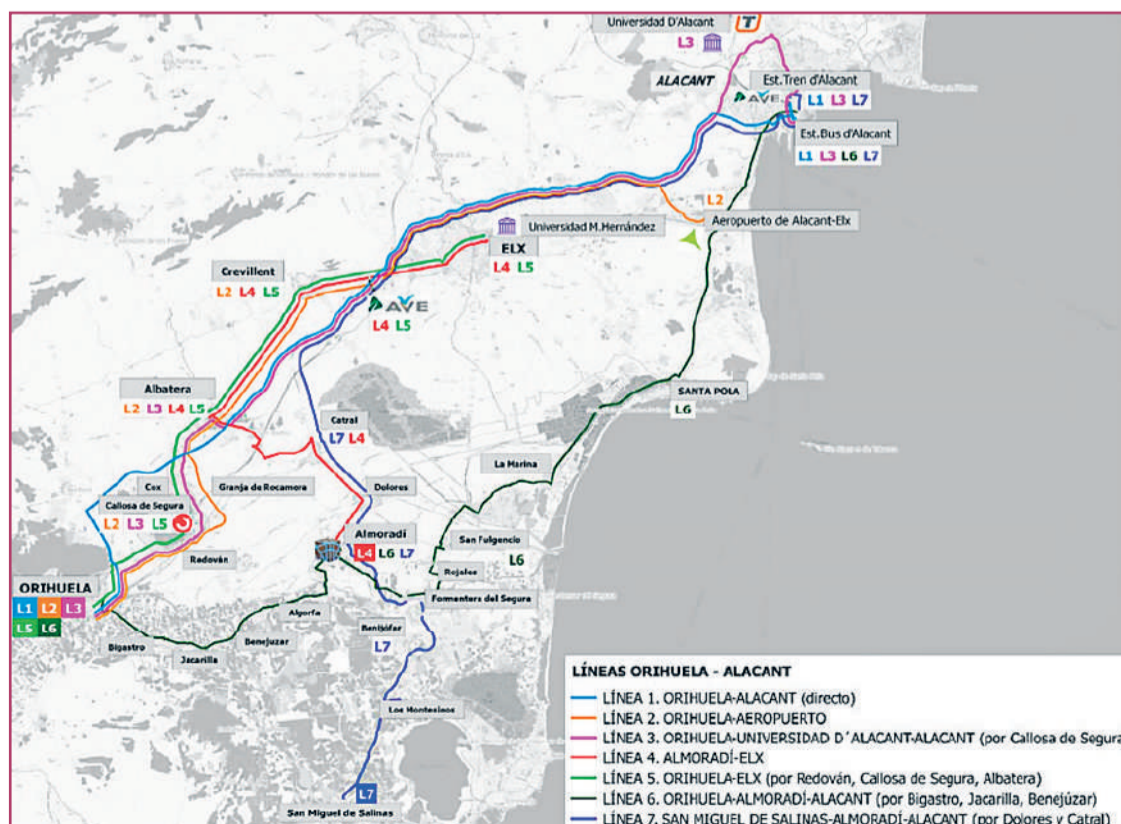 Universidad D'Alacant
T
L3
ALACANT
Est.Tren d'Alacant
AVE
L1 L3 L7
Est.Bus d'Alacant
L1 L3 L6 L7
L2
Aeropuerto de Alacant-Elx
Universidad M.Hernández
ELX
L4 L5
Crevillent
L2 L4 L5
AVE
L4 L5
Albatera
L2 L3 L4 L5
SANTA POLA
L6
Catral
L7 L4
La Marina
Cox
Granja de Rocamora
Dolores
Callosa de Segura
L2 L3 L5
Almoradí
L4 L6 L7
San Fulgencio
L6
Redován
Rojales
ORIHUELA
L1 L2 L3
L5 L6
Formentera del Segura
Algorfa
Benijófar
L7
Bigastro
Benejuzar
Jacarilla
Los Montesinos
L7
San Miguel de Salinas
LÍNEAS ORIHUELA - ALACANT
LÍNEA 1. ORIHUELA-ALACANT (directo)
LÍNEA 2. ORIHUELA-AEROPUERTO
LÍNEA 3. ORIHUELA-UNIVERSIDAD D´ALACANT-ALACANT (por Callosa de Segura
LÍNEA 4. ALMORADÍ-ELX
LÍNEA 5. ORIHUELA-ELX (por Redován, Callosa de Segura, Albatera)
LÍNEA 6. ORIHUELA-ALMORADÍ-ALACANT (por Bigastro, Jacarilla, Benejúzar)
LÍNEA 7. SAN MIGUEL DE SALINAS-ALMORADÍ-ALACANT (por Dolores y Catral)